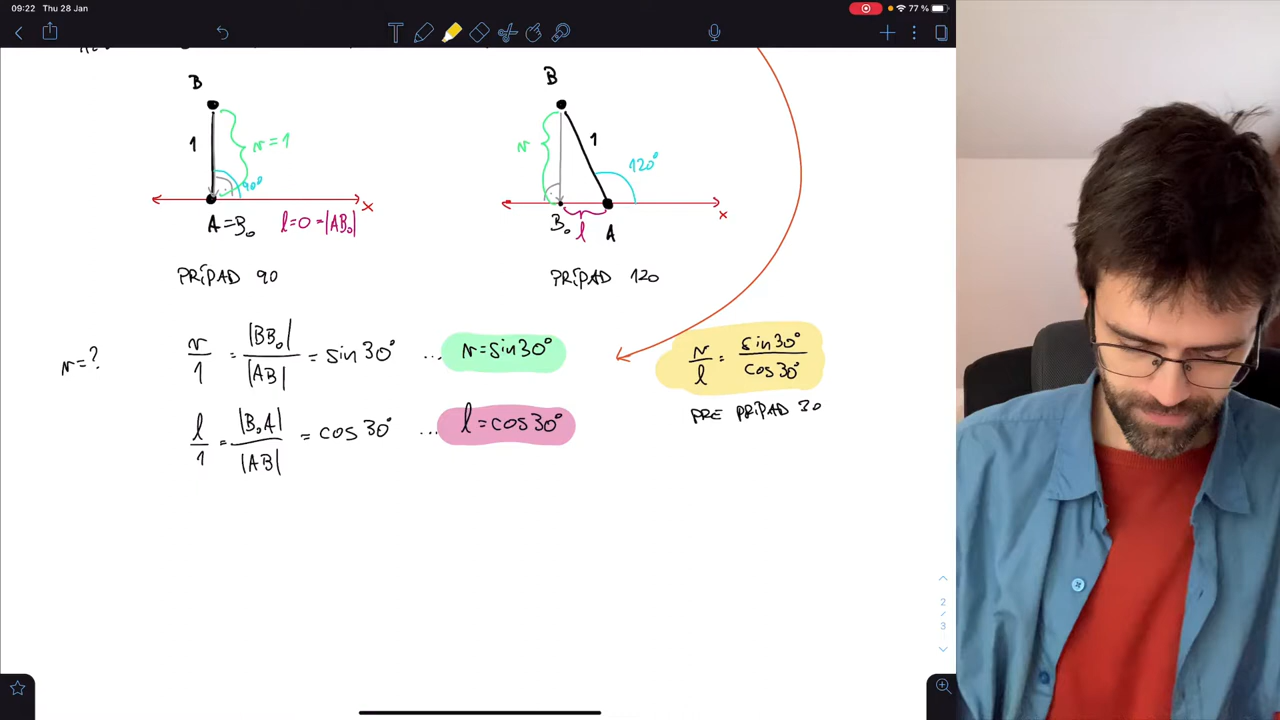 09:22 Thu 28 Jan
77 %
B
B
1
v = 1
90°
v
1
120°
x
x
A = B₀
l = 0 = |AB₀|
B₀
l
A
PRÍPAD 90
PRÍPAD 120
v = ?
v/1 = |BB₀|/|AB| = sin 30° ... v = sin 30°
v/l = sin 30°/cos 30°
PRE PRÍPAD 30
l/1 = |B₀A|/|AB| = cos 30° ... l = cos 30°
2
/
3